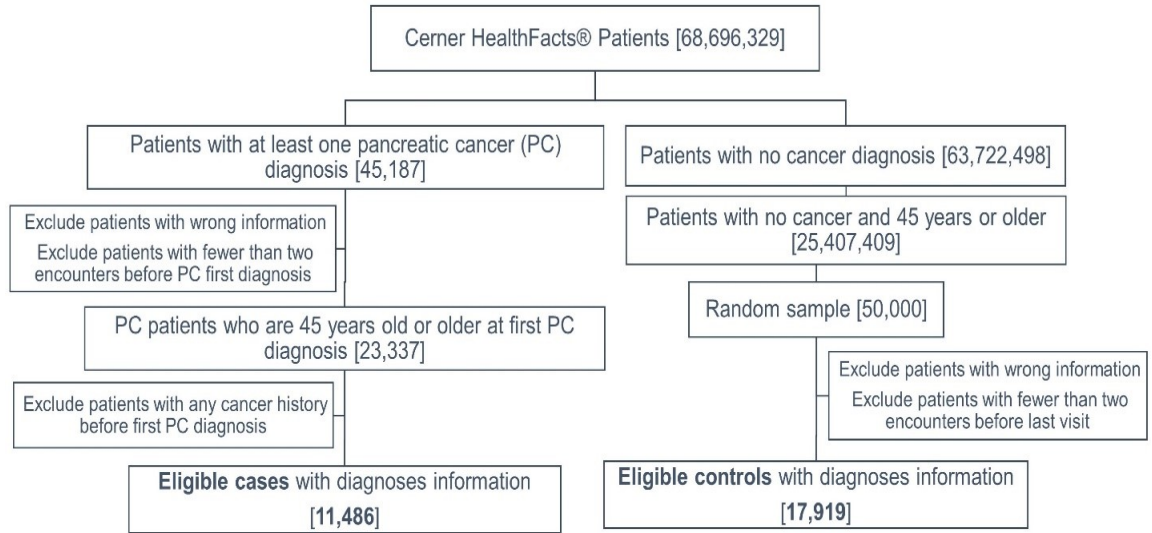 Cerner HealthFacts® Patients [68,696,329]
Patients with at least one pancreatic cancer (PC)
diagnosis [45,187]
Exclude patients with wrong information
Exclude patients with fewer than two
encounters before PC first diagnosis
PC patients who are 45 years old or older at first PC
diagnosis [23,337]
Exclude patients with any cancer history
before first PC diagnosis
Eligible cases with diagnoses information
[11,486]
Patients with no cancer diagnosis [63,722,498]
Patients with no cancer and 45 years or older
[25,407,409]
Random sample [50,000]
Exclude patients with wrong information
Exclude patients with fewer than two
encounters before last visit
Eligible controls with diagnoses information
[17,919]